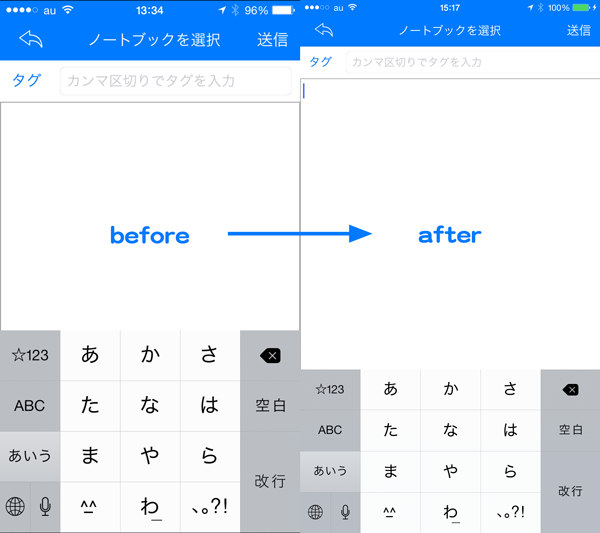 au 13:34 96%
ノートブックを選択 送信
タグ カンマ区切りでタグを入力
before
☆123 あ か さ
ABC た な は 空白
あいう ま や ら
改行
^^ わ_ 、。?!
au 15:17 100%
ノートブックを選択 送信
タグ カンマ区切りでタグを入力
after
☆123 あ か さ
ABC た な は 空白
あいう ま や ら
改行
^^ わ_ 、。?!